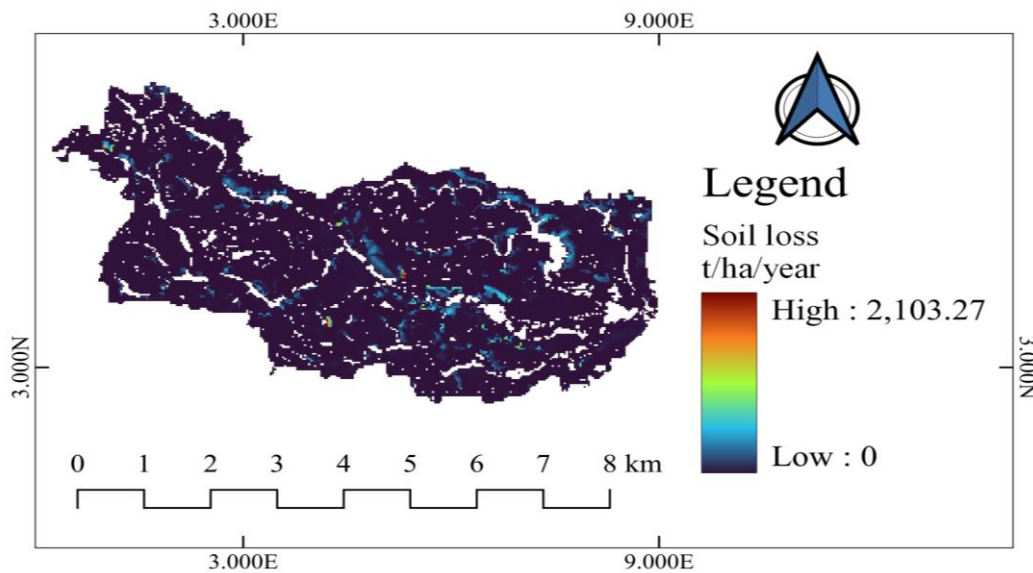 3.000E 9.000E
Legend
Soil loss
t/ha/year
High : 2,103.27
Low : 0
3.000N 3.000N
0 1 2 3 4 5 6 7 8 km
3.000E 9.000E